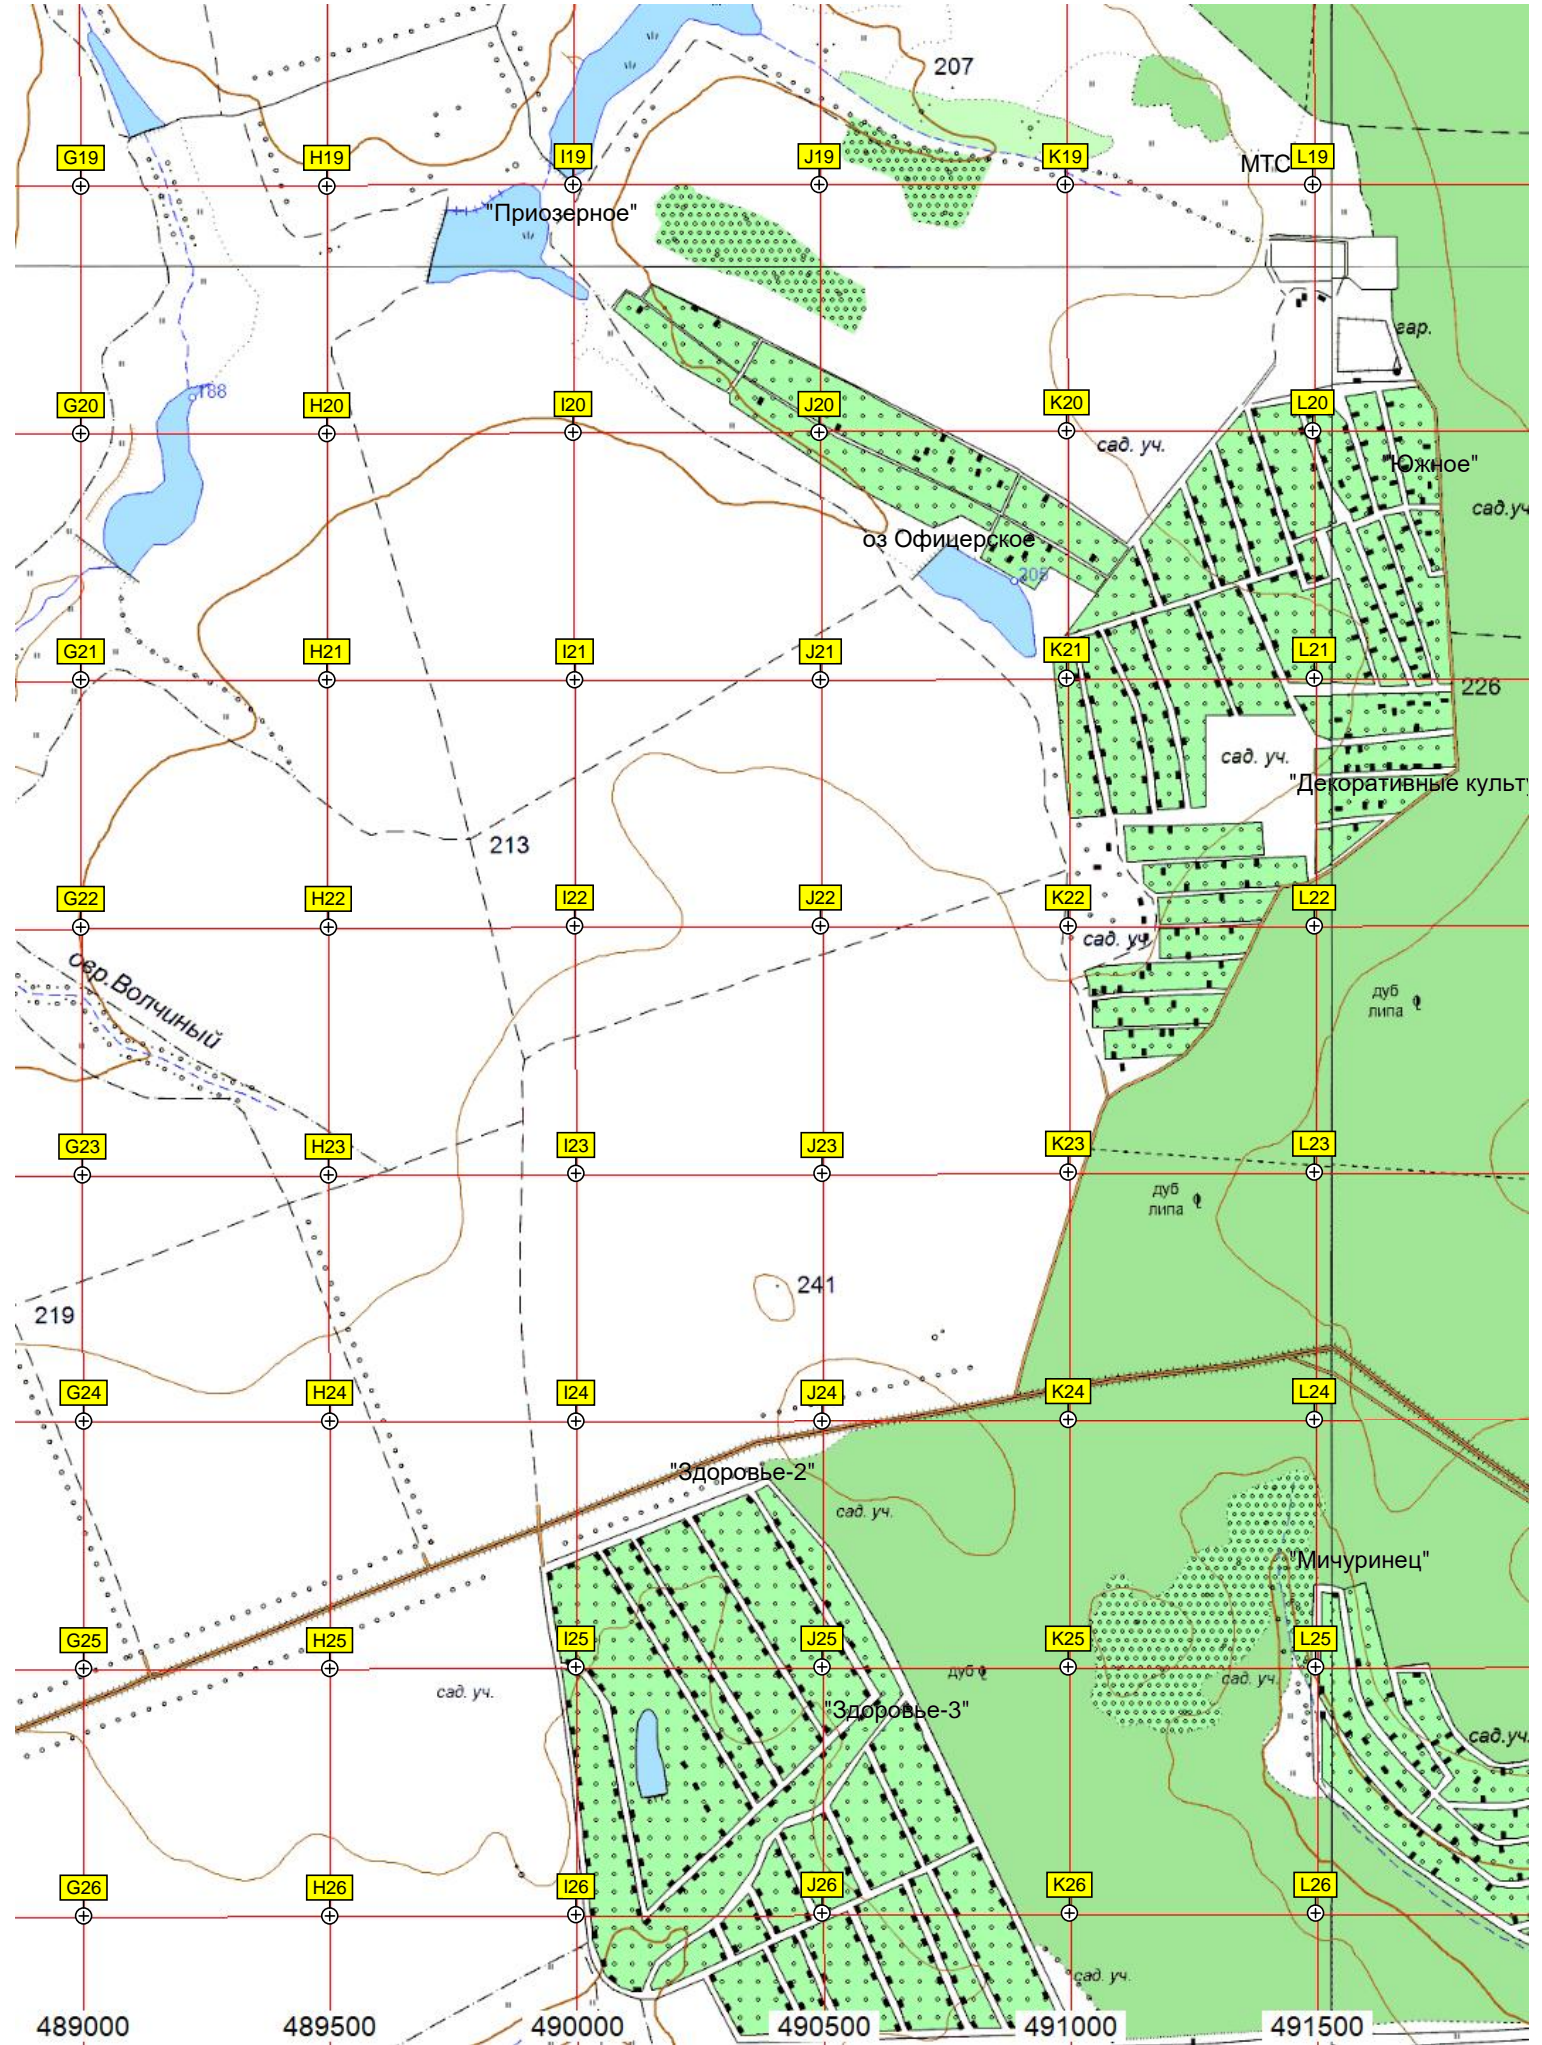 207
G19 H19 I19 J19 K19 МТС L19
"Приозерное"
гар.
188
G20 H20 I20 J20 K20 L20
сад. уч.
"Южное"
сад.уч
оз Офицерское
205
G21 H21 I21 J21 K21 L21
226
сад. уч.
"Декоративные культу
213
G22 H22 I22 J22 K22 L22
сад. уч.
овр.Волчиный
дуб
липа
G23 H23 I23 J23 K23 L23
дуб
липа
241
219
G24 H24 I24 J24 K24 L24
"Здоровье-2"
сад. уч.
"Мичуринец"
G25 H25 I25 J25 K25 L25
дуб
сад. уч.
сад. уч.
"Здоровье-3"
сад.уч.
G26 H26 I26 J26 K26 L26
сад. уч.
489000 489500 490000 490500 491000 491500